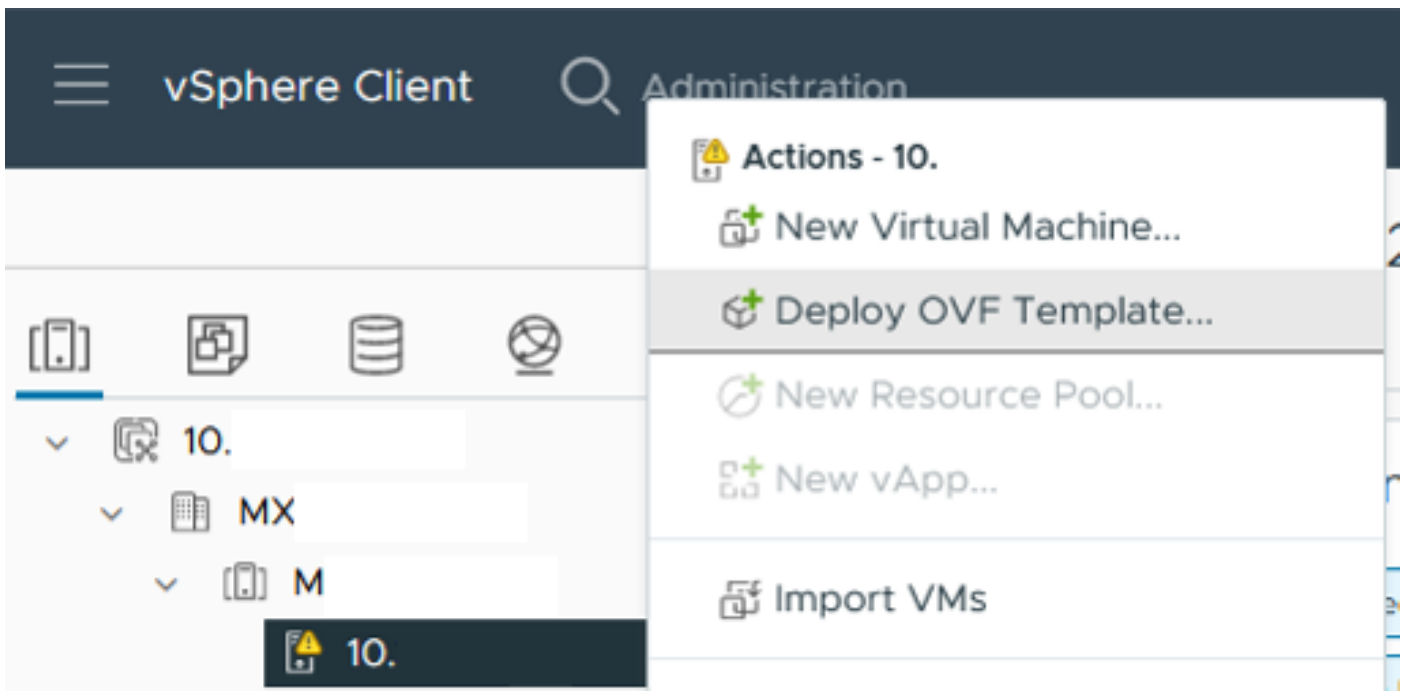 vSphere Client
Administration
Actions - 10.
New Virtual Machine...
Deploy OVF Template...
New Resource Pool...
New vApp...
Import VMs
10.
MX
M
10.